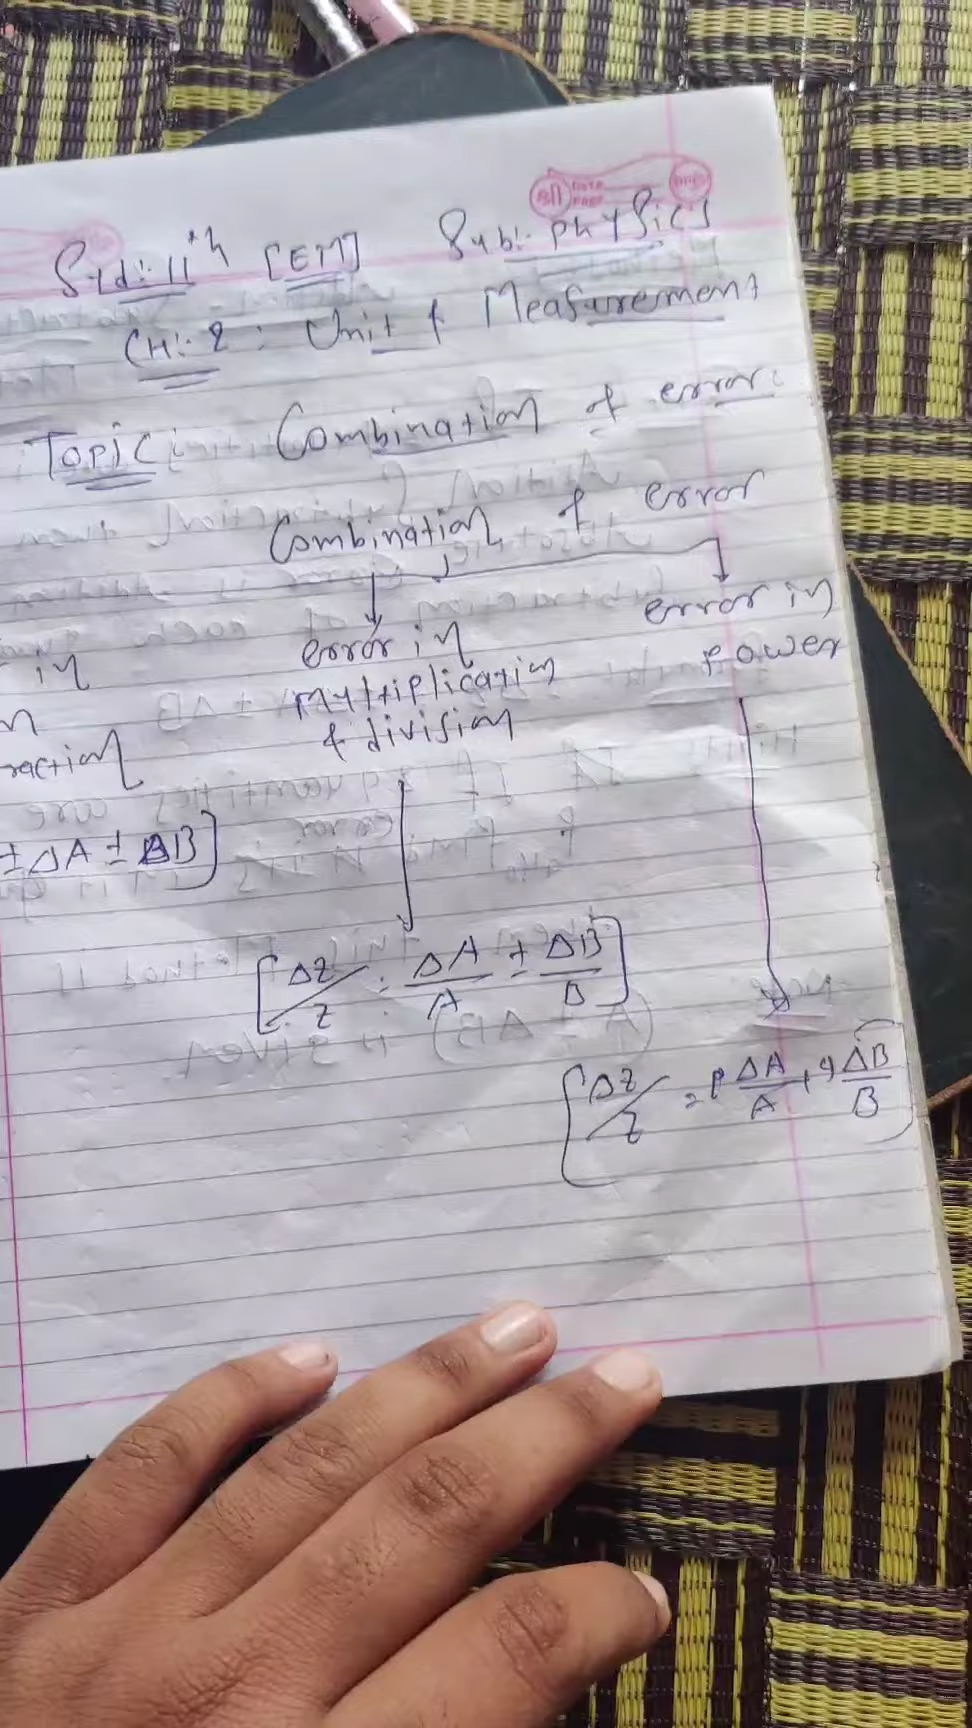 Std:- 11th [EM] Sub:- Physics
CH:- 2 : Unit & Measurement
Topic:- Combination of error:
Combination of error
in
error in
error in
Multiplication
power
& division
raction
± ΔA ± ΔB]
[ΔZ/Z = ΔA/A ± ΔB/B]
[ΔZ/Z = p ΔA/A + q ΔB/B]